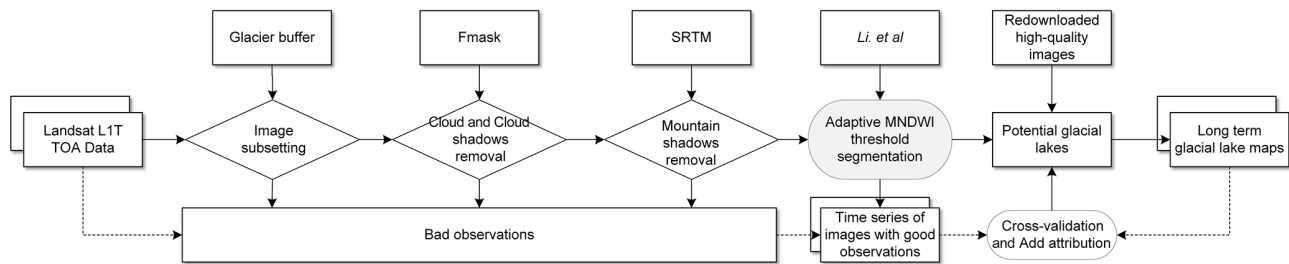 Glacier buffer
Fmask
SRTM
Li. et al
Redownloaded
high-quality
images
Landsat L1T
TOA Data
Image
subsetting
Cloud and Cloud
shadows
removal
Mountain
shadows
removal
Adaptive MNDWI
threshold
segmentation
Potential glacial
lakes
Long term
glacial lake maps
Bad observations
Time series of
images with good
observations
Cross-validation
and Add attribution